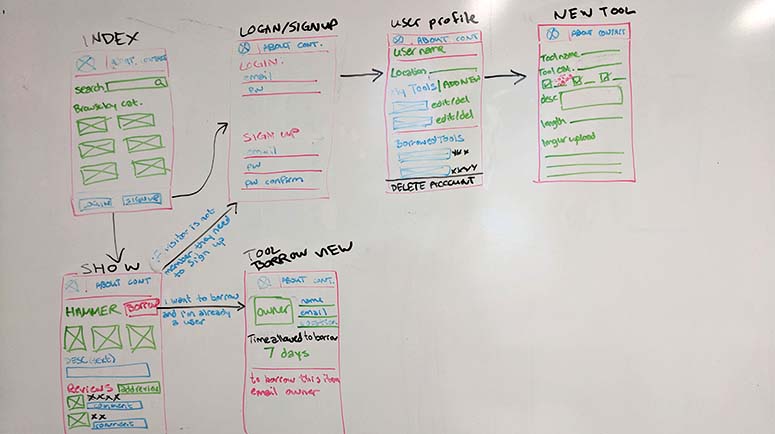 INDEX
ABOUT CONTACT
Search
Browse by cat.
LOGIN SIGNUP
LOGIN/SIGNUP
ABOUT CONT.
LOGIN
email
PW
SIGN UP
email
PW
PW confirm
User profile
ABOUT CONT
User name
Location
My Tools/ADD NEW
edit/del
edit/del
Borrowed Tools
xxx
xxxx
DELETE ACCCOUNT
NEW TOOL
ABOUT CONTACT
Tool name
Tool cat.
desc
length
Imgur upload
if visitor is not
member they need
to sign up
SHOW
ABOUT CONT
HAMMER Borrow
DESC (text)
Reviews add review
xxxx
comment
xx
comment
i want to borrow
and i'm already
a user
TOOL
BORROW VIEW
ABOUT CONT
owner
name
email
location
Time allowed to borrow
7 days
to borrow this item
email owner